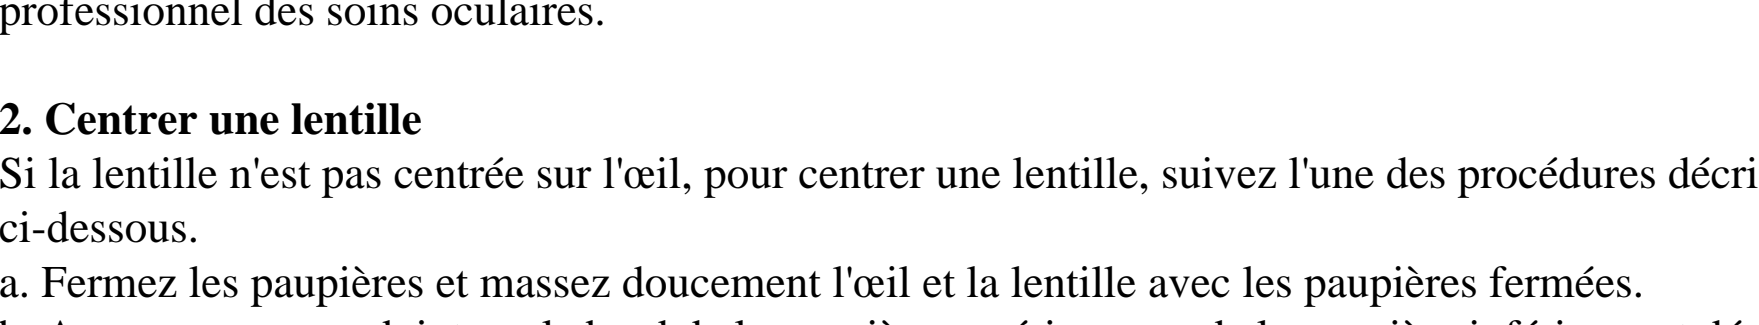 professionnel des soins oculaires.
2. Centrer une lentille
Si la lentille n'est pas centrée sur l'œil, pour centrer une lentille, suivez l'une des procédures décri
ci-dessous.
a. Fermez les paupières et massez doucement l'œil et la lentille avec les paupières fermées.